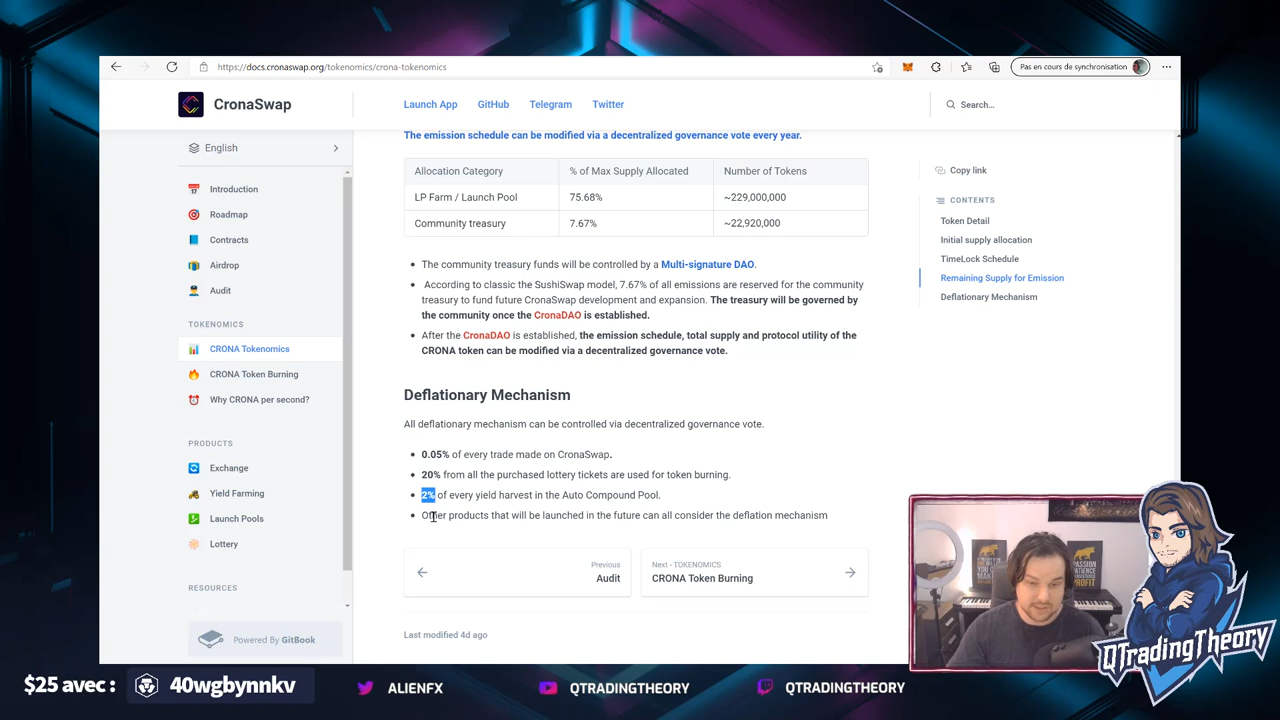 https://docs.cronaswap.org/tokenomics/crona-tokenomics
Pas en cours de synchronisation
CronaSwap
Launch App
GitHub
Telegram
Twitter
Search...
English
Introduction
Roadmap
Contracts
Airdrop
Audit
TOKENOMICS
CRONA Tokenomics
CRONA Token Burning
Why CRONA per second?
PRODUCTS
Exchange
Yield Farming
Launch Pools
Lottery
RESOURCES
Powered By GitBook
The emission schedule can be modified via a decentralized governance vote every year.
Allocation Category % of Max Supply Allocated Number of Tokens
LP Farm / Launch Pool 75.68% ~229,000,000
Community treasury 7.67% ~22,920,000
The community treasury funds will be controlled by a Multi-signature DAO.
According to classic the SushiSwap model, 7.67% of all emissions are reserved for the community
treasury to fund future CronaSwap development and expansion. The treasury will be governed by
the community once the CronaDAO is established.
After the CronaDAO is established, the emission schedule, total supply and protocol utility of the
CRONA token can be modified via a decentralized governance vote.
Deflationary Mechanism
All deflationary mechanism can be controlled via decentralized governance vote.
0.05% of every trade made on CronaSwap.
20% from all the purchased lottery tickets are used for token burning.
2% of every yield harvest in the Auto Compound Pool.
Other products that will be launched in the future can all consider the deflation mechanism
Previous
Audit
Next - TOKENOMICS
CRONA Token Burning
Last modified 4d ago
Copy link
CONTENTS
Token Detail
Initial supply allocation
TimeLock Schedule
Remaining Supply for Emission
Deflationary Mechanism
PASSION
PATIENCE
PROFIT
QTradingTheory
$25 avec : 40wgbynnkv
ALIENFX
QTRADINGTHEORY
QTRADINGTHEORY